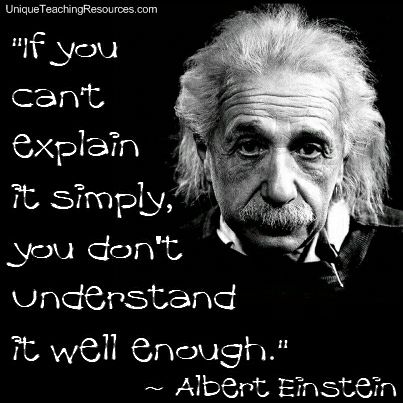 UniqueTeachingResources.com
"If you
can't
explain
it simply,
you don't
understand
it well enough."
~ Albert Einstein